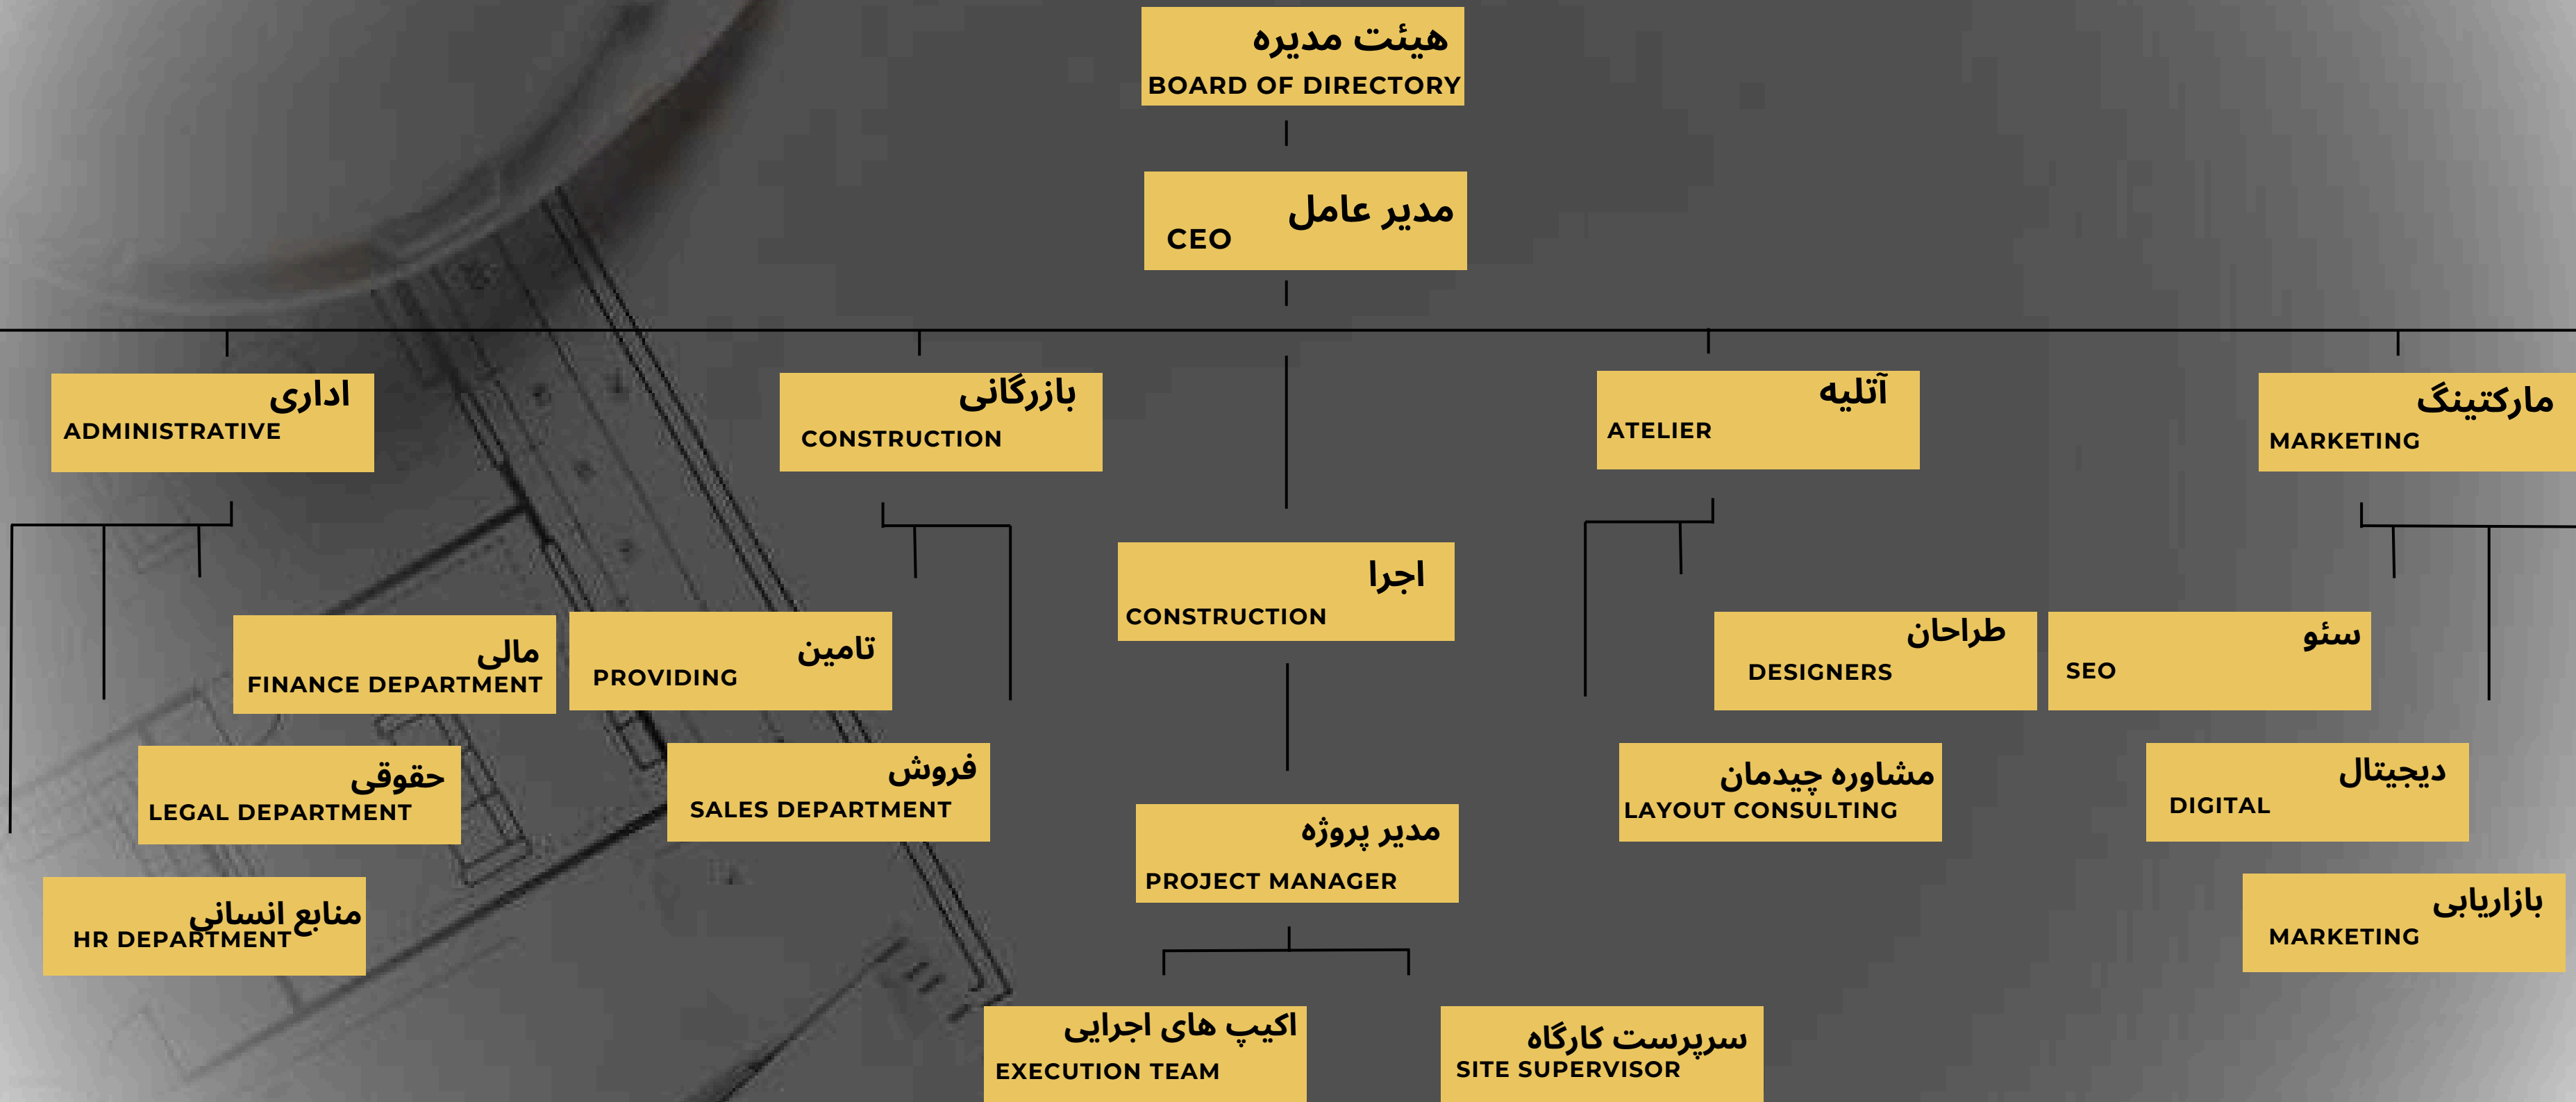 هیئت مدیره
BOARD OF DIRECTORY
مدیر عامل
CEO
اداری
ADMINISTRATIVE
بازرگانی
CONSTRUCTION
آتلیه
ATELIER
مارکتینگ
MARKETING
اجرا
CONSTRUCTION
مالی
FINANCE DEPARTMENT
تامین
PROVIDING
طراحان
DESIGNERS
سئو
SEO
حقوقی
LEGAL DEPARTMENT
فروش
SALES DEPARTMENT
مشاوره چیدمان
LAYOUT CONSULTING
دیجیتال
DIGITAL
مدیر پروژه
PROJECT MANAGER
منابع انسانی
HR DEPARTMENT
بازاریابی
MARKETING
اکیپ های اجرایی
EXECUTION TEAM
سرپرست کارگاه
SITE SUPERVISOR